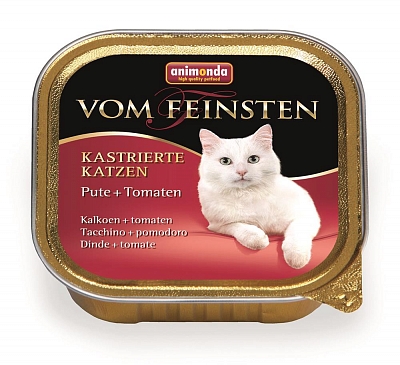 animonda
high quality petfood
VOM FEINSTEN
KASTRIERTE
KATZEN
Pute + Tomaten
Kalkoen + tomaten
Tacchino + pomodoro
Dinde + tomate